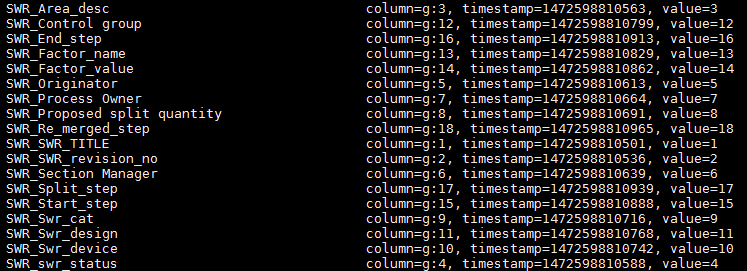 SWR_Area_desc column=g:3, timestamp=1472598810563, value=3
SWR_Control group column=g:12, timestamp=1472598810799, value=12
SWR_End_step column=g:16, timestamp=1472598810913, value=16
SWR_Factor_name column=g:13, timestamp=1472598810829, value=13
SWR_Factor_value column=g:14, timestamp=1472598810862, value=14
SWR_Originator column=g:5, timestamp=1472598810613, value=5
SWR_Process Owner column=g:7, timestamp=1472598810664, value=7
SWR_Proposed split quantity column=g:8, timestamp=1472598810691, value=8
SWR_Re_merged_step column=g:18, timestamp=1472598810965, value=18
SWR_SWR_TITLE column=g:1, timestamp=1472598810501, value=1
SWR_SWR_revision_no column=g:2, timestamp=1472598810536, value=2
SWR_Section Manager column=g:6, timestamp=1472598810639, value=6
SWR_Split_step column=g:17, timestamp=1472598810939, value=17
SWR_Start_step column=g:15, timestamp=1472598810888, value=15
SWR_Swr_cat column=g:9, timestamp=1472598810716, value=9
SWR_Swr_design column=g:11, timestamp=1472598810768, value=11
SWR_Swr_device column=g:10, timestamp=1472598810742, value=10
SWR_swr_status column=g:4, timestamp=1472598810588, value=4